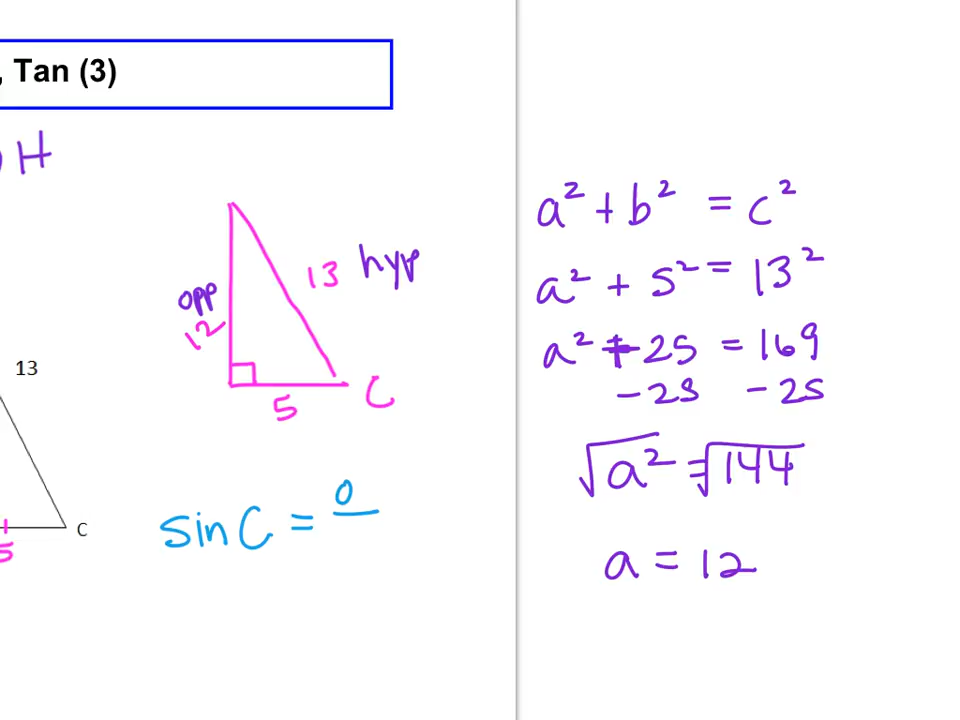 , Tan (3)
H
opp
12
13 hyp
5
C
13
C
5
sin C = O
a² + b² = c²
a² + 5² = 13²
a² + 25 = 169
-25 -25
√a² = √144
a = 12